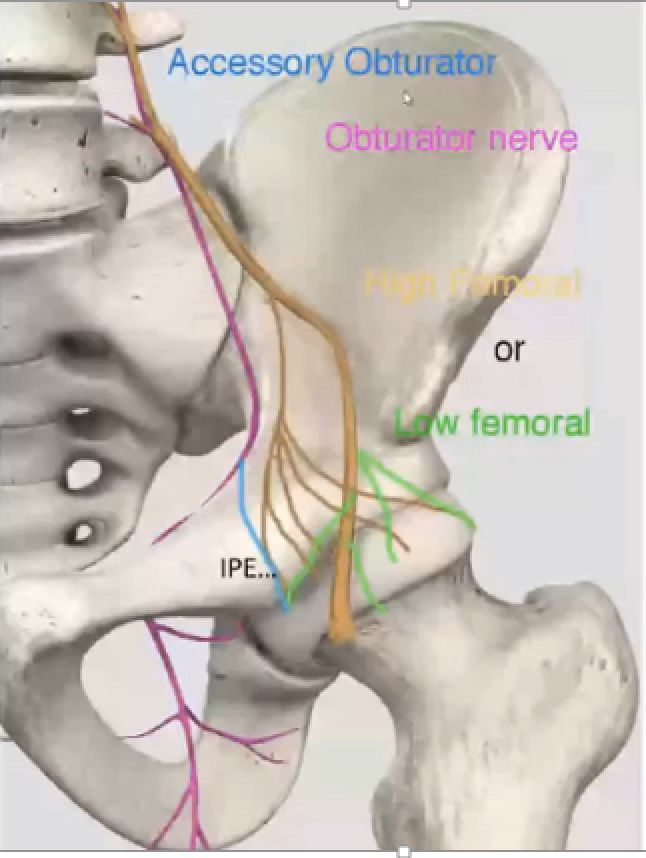 Accessory Obturator
Obturator nerve
High Femoral
or
Low femoral
IPE...